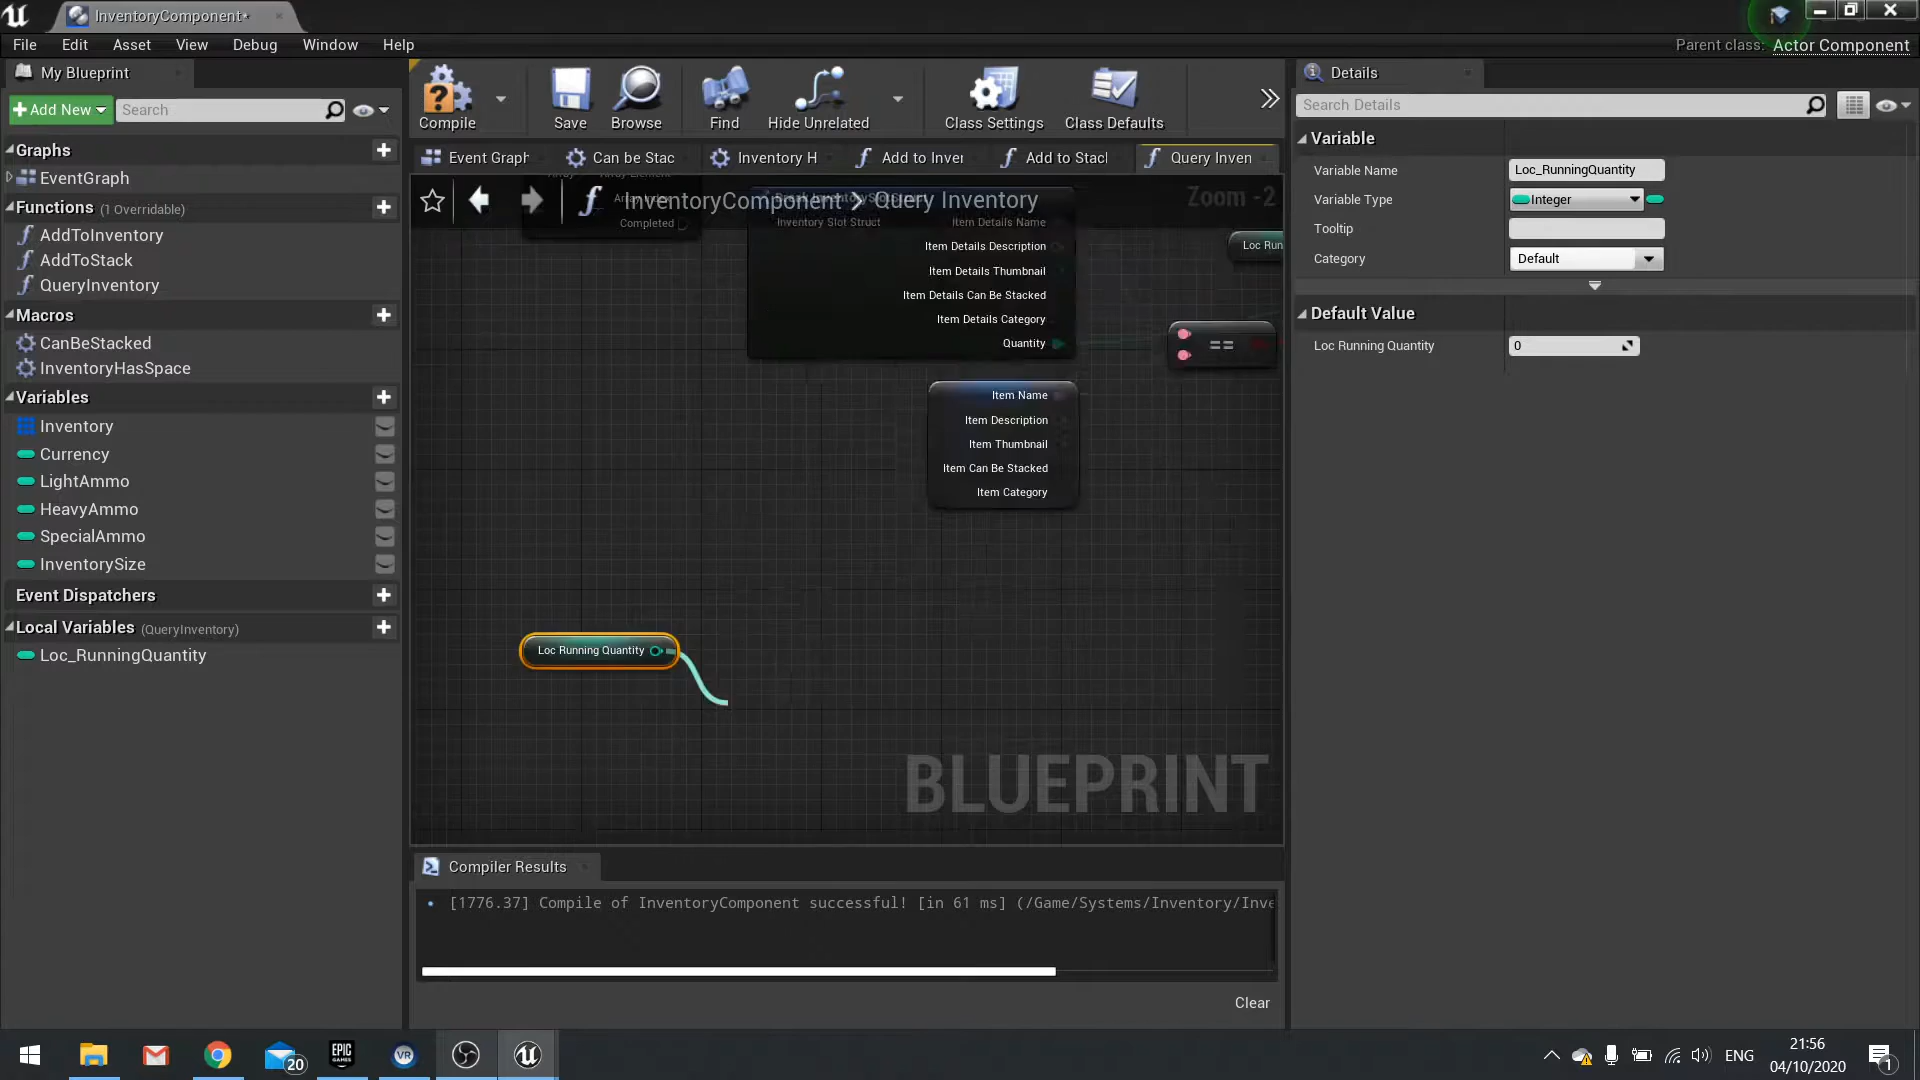 InventoryComponent*
File Edit Asset View Debug Window Help
Parent class: Actor Component
My Blueprint
Add New
Search
Graphs
EventGraph
Functions (1 Overridable)
AddToInventory
AddToStack
QueryInventory
Macros
CanBeStacked
InventoryHasSpace
Variables
Inventory
Currency
LightAmmo
HeavyAmmo
SpecialAmmo
InventorySize
Event Dispatchers
Local Variables (QueryInventory)
Loc_RunningQuantity
Compile Save Browse Find Hide Unrelated Class Settings Class Defaults
Event Graph Can be Stac Inventory H Add to Inver Add to Stack Query Inven
InventoryComponent > Query Inventory
Zoom -2
Completed
Inventory Slot Struct
Item Details Name
Item Details Description
Item Details Thumbnail
Item Details Can Be Stacked
Item Details Category
Quantity
Loc Run
==
Item Name
Item Description
Item Thumbnail
Item Can Be Stacked
Item Category
Loc Running Quantity
BLUEPRINT
Compiler Results
[1776.37] Compile of InventoryComponent successful! [in 61 ms] (/Game/Systems/Inventory/Inve
Clear
Details
Search Details
Variable
Variable Name Loc_RunningQuantity
Variable Type Integer
Tooltip
Category Default
Default Value
Loc Running Quantity 0
20
EPIC GAMES
VR
ENG
21:56
04/10/2020
1